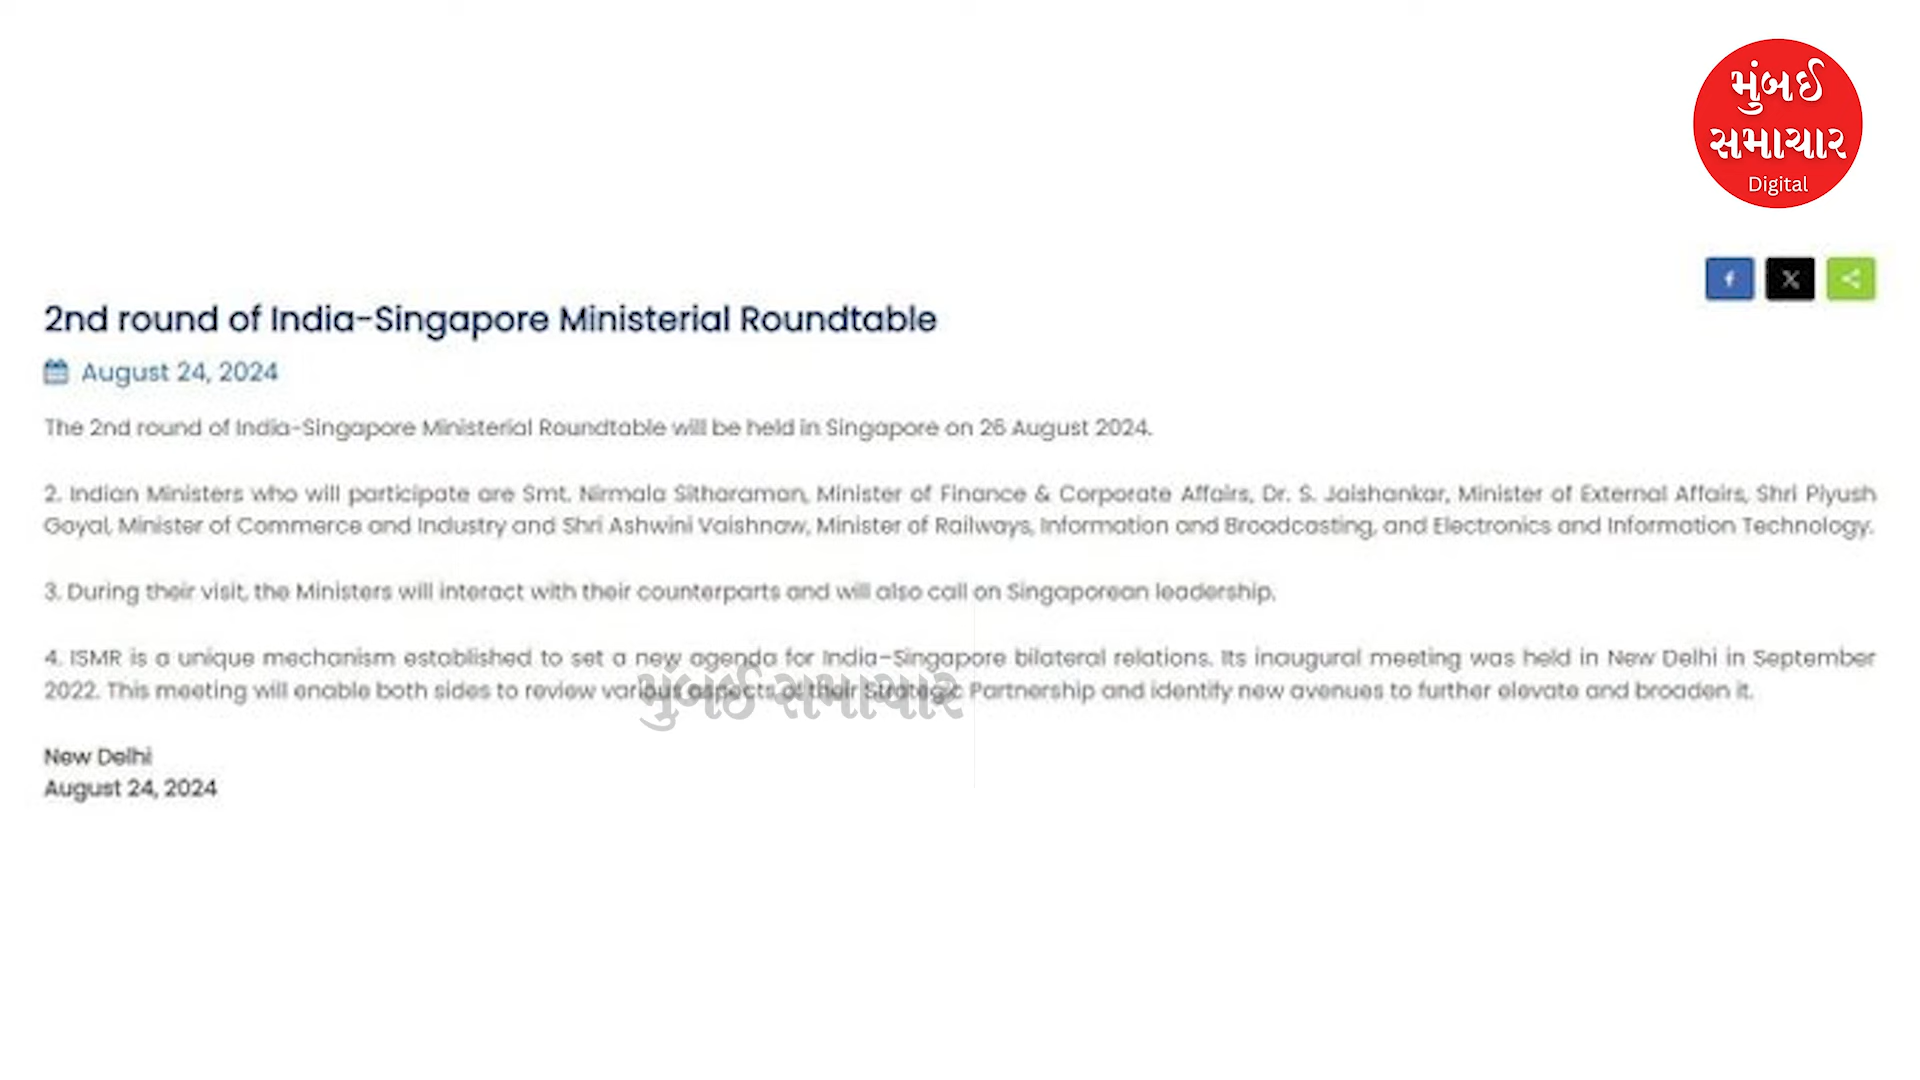 મુંબઈ
સમાચાર
Digital
2nd round of India-Singapore Ministerial Roundtable
August 24, 2024
The 2nd round of India-Singapore Ministerial Roundtable will be held in Singapore on 26 August 2024.
2. Indian Ministers who will participate are Smt. Nirmala Sitharaman, Minister of Finance & Corporate Affairs, Dr. S. Jaishankar, Minister of External Affairs, Shri Piyush
Goyal, Minister of Commerce and Industry and Shri Ashwini Vaishnaw, Minister of Railways, Information and Broadcasting, and Electronics and Information Technology.
3. During their visit, the Ministers will interact with their counterparts and will also call on Singaporean leadership.
4. ISMR is a unique mechanism established to set a new agenda for India-Singapore bilateral relations. Its inaugural meeting was held in New Delhi in September
2022. This meeting will enable both sides to review various aspects of their Strategic Partnership and identify new avenues to further elevate and broaden it.
મુંબઈ સમાચાર
New Delhi
August 24, 2024